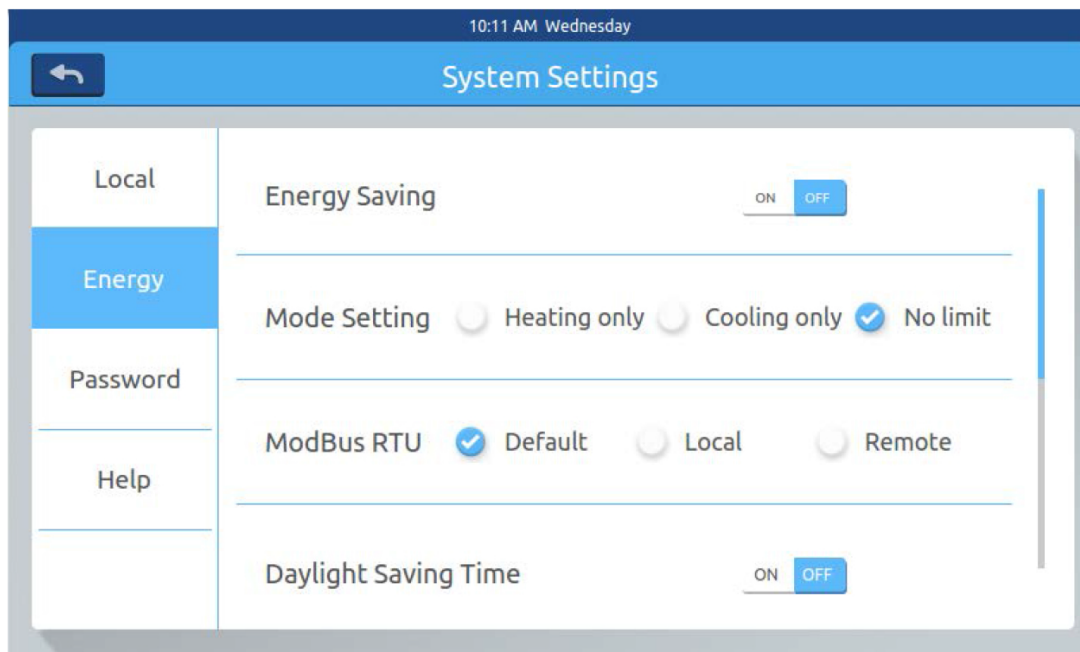 10:11 AM Wednesday
System Settings
Local
Energy
Password
Help
Energy Saving ON OFF
Mode Setting Heating only Cooling only No limit
ModBus RTU Default Local Remote
Daylight Saving Time ON OFF